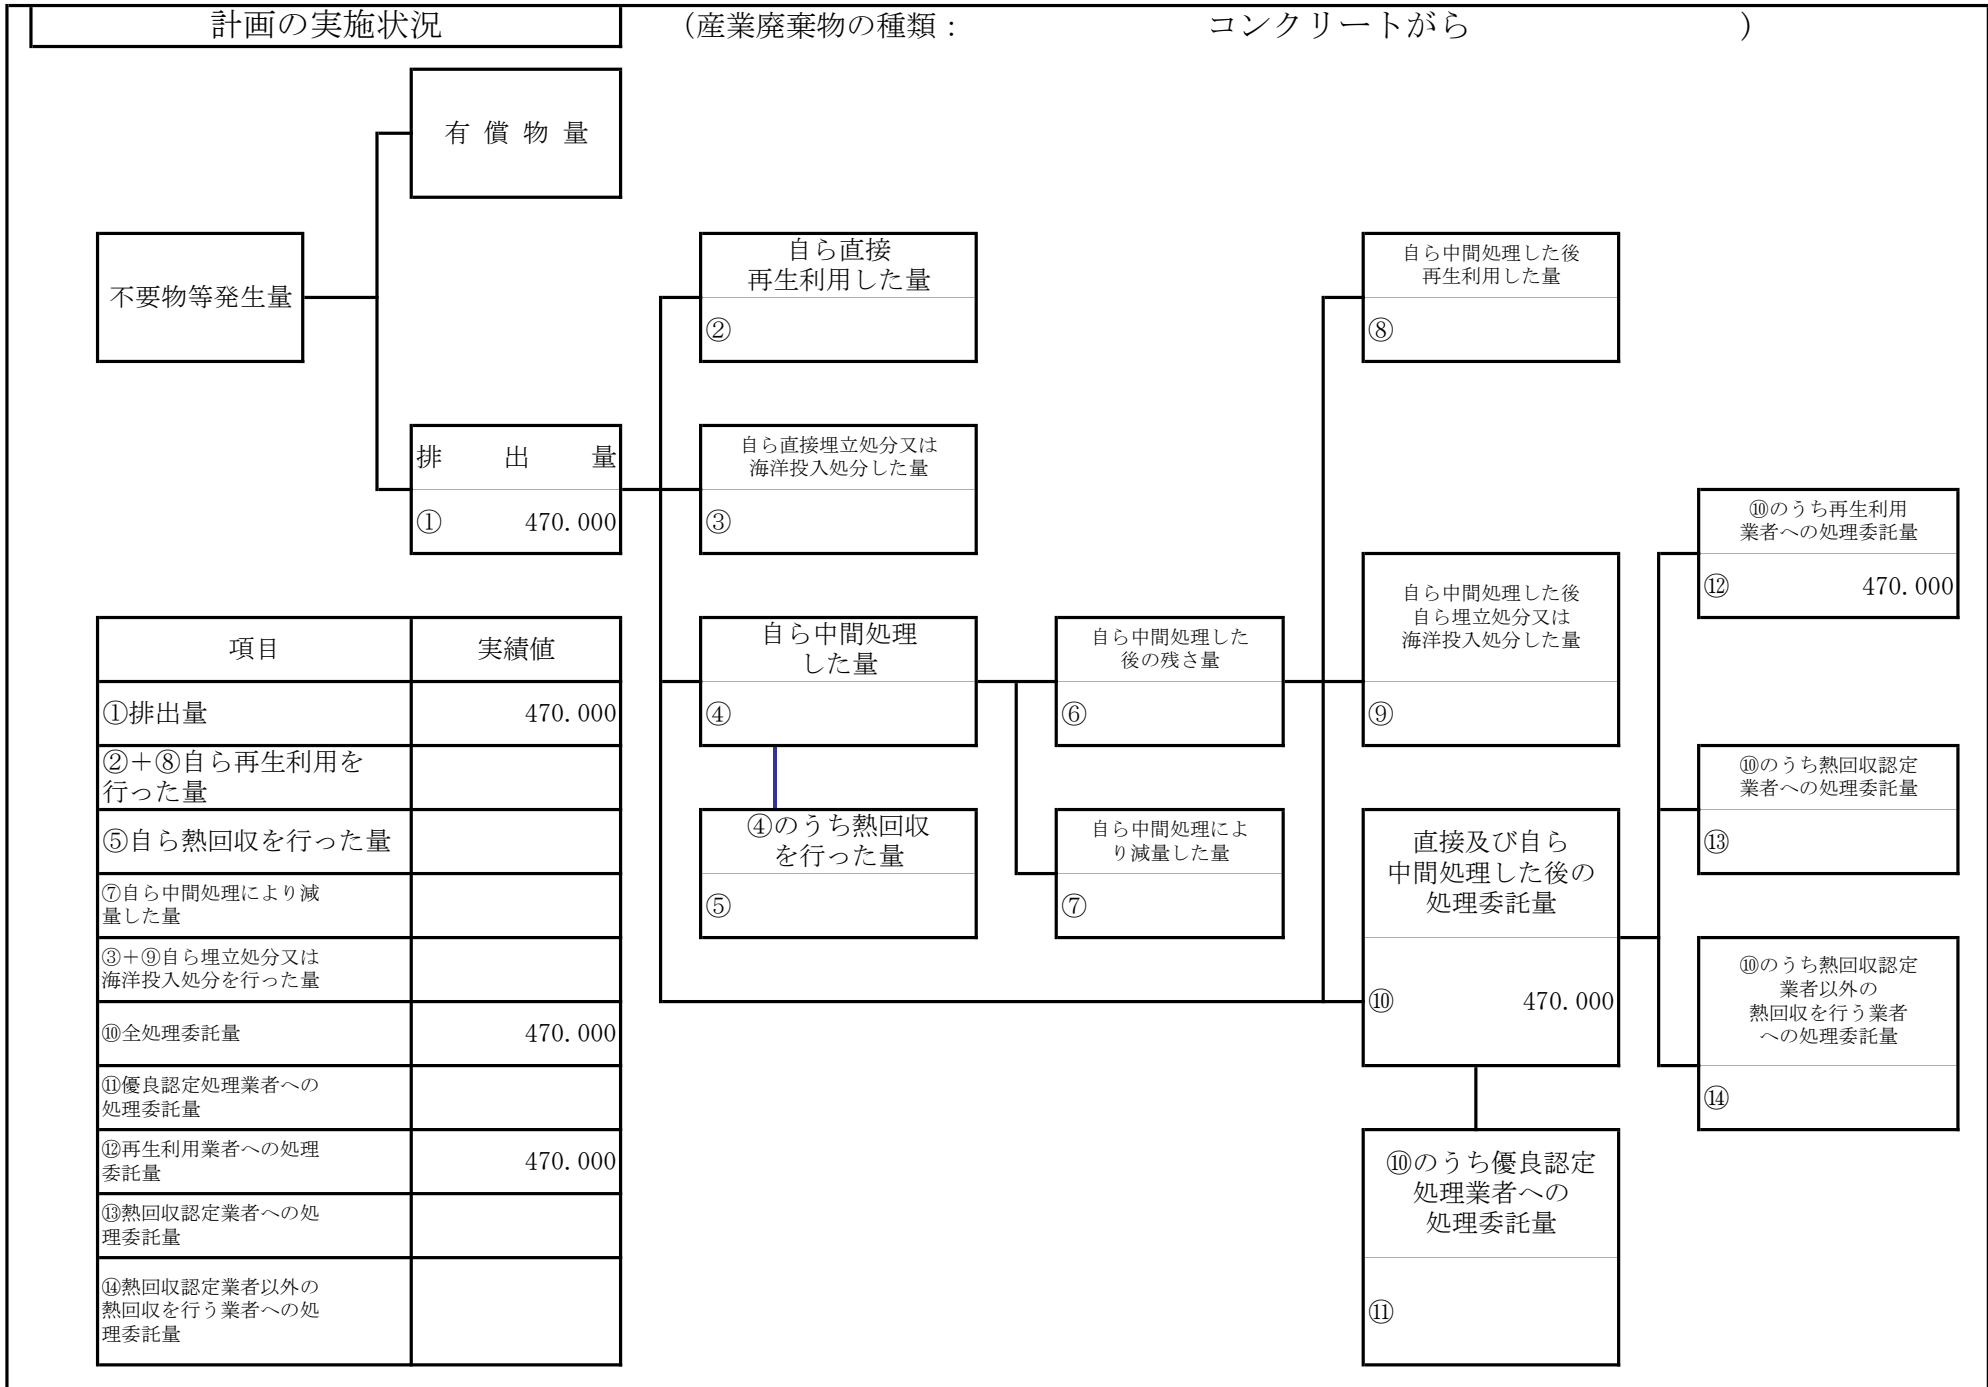 計画の実施状況
(産業廃棄物の種類： コンクリートがら )
有 償 物 量
不要物等発生量
自ら直接
再生利用した量
②
自ら中間処理した後
再生利用した量
⑧
排 出 量
① 470.000
自ら直接埋立処分又は
海洋投入処分した量
③
⑩のうち再生利用
業者への処理委託量
⑫ 470.000
自ら中間処理した後
自ら埋立処分又は
海洋投入処分した量
⑨
自ら中間処理
した量
④
自ら中間処理した
後の残さ量
⑥
④のうち熱回収
を行った量
⑤
自ら中間処理によ
り減量した量
⑦
直接及び自ら
中間処理した後の
処理委託量
⑩ 470.000
⑩のうち熱回収認定
業者への処理委託量
⑬
⑩のうち熱回収認定
業者以外の
熱回収を行う業者
への処理委託量
⑭
⑩のうち優良認定
処理業者への
処理委託量
⑪
項目 実績値
①排出量 470.000
②＋⑧自ら再生利用を
行った量
⑤自ら熱回収を行った量
⑦自ら中間処理により減
量した量
③＋⑨自ら埋立処分又は
海洋投入処分を行った量
⑩全処理委託量 470.000
⑪優良認定処理業者への
処理委託量
⑫再生利用業者への処理
委託量 470.000
⑬熱回収認定業者への処
理委託量
⑭熱回収認定業者以外の
熱回収を行う業者への処
理委託量